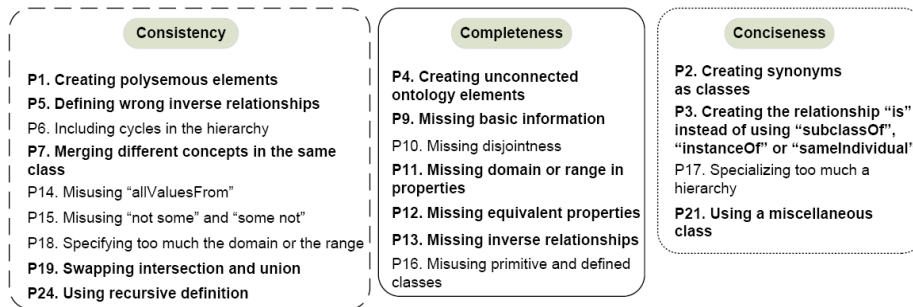 Consistency
P1. Creating polysemous elements
P5. Defining wrong inverse relationships
P6. Including cycles in the hierarchy
P7. Merging different concepts in the same
class
P14. Misusing “allValuesFrom”
P15. Misusing “not some” and “some not”
P18. Specifying too much the domain or the range
P19. Swapping intersection and union
P24. Using recursive definition
Completeness
P4. Creating unconnected
ontology elements
P9. Missing basic information
P10. Missing disjointness
P11. Missing domain or range in
properties
P12. Missing equivalent properties
P13. Missing inverse relationships
P16. Misusing primitive and defined
classes
Conciseness
P2. Creating synonyms
as classes
P3. Creating the relationship “is”
instead of using “subclassOf”,
“instanceOf” or “sameIndividual”
P17. Specializing too much a
hierarchy
P21. Using a miscellaneous
class